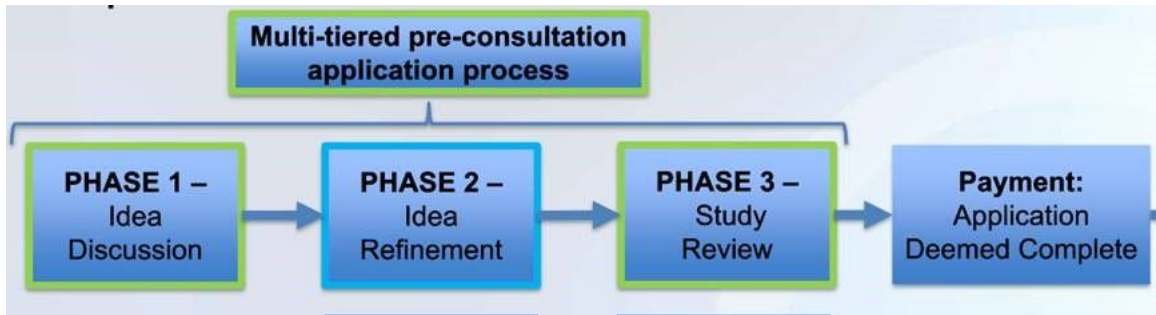 Multi-tiered pre-consultation
application process
PHASE 1 –
Idea
Discussion
PHASE 2 –
Idea
Refinement
PHASE 3 –
Study
Review
Payment:
Application
Deemed Complete